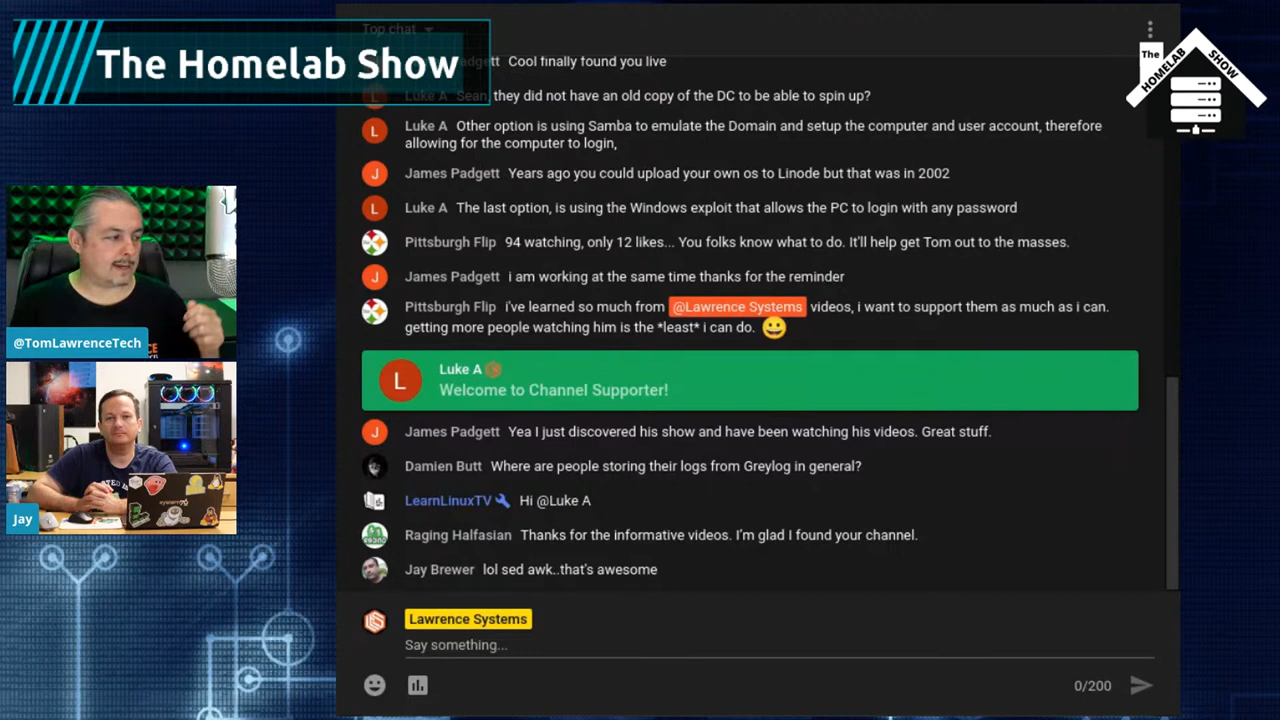 The Homelab Show
Top chat
Cool finally found you live
Luke A Sean, they did not have an old copy of the DC to be able to spin up?
L Luke A Other option is using Samba to emulate the Domain and setup the computer and user account, therefore
allowing for the computer to login,
J James Padgett Years ago you could upload your own os to Linode but that was in 2002
L Luke A The last option, is using the Windows exploit that allows the PC to login with any password
Pittsburgh Flip 94 watching, only 12 likes... You folks know what to do. It'll help get Tom out to the masses.
J James Padgett i am working at the same time thanks for the reminder
Pittsburgh Flip i've learned so much from @Lawrence Systems videos, i want to support them as much as i can.
getting more people watching him is the *least* i can do. 😀
L Luke A
Welcome to Channel Supporter!
J James Padgett Yea I just discovered his show and have been watching his videos. Great stuff.
Damien Butt Where are people storing their logs from Greylog in general?
LearnLinuxTV Hi @Luke A
Raging Halfasian Thanks for the informative videos. I'm glad I found your channel.
Jay Brewer lol sed awk..that's awesome
Lawrence Systems
Say something...
0/200
The
HOMELAB
SHOW
@TomLawrenceTech
Jay